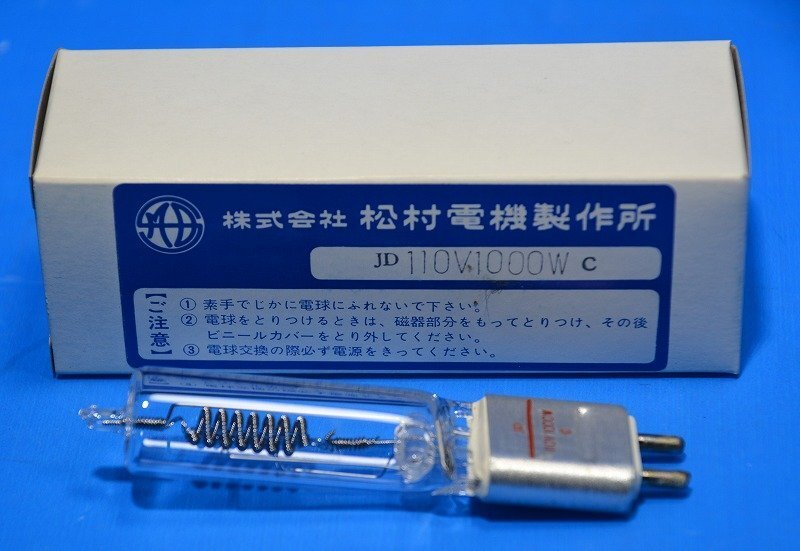 株式会社 松村電機製作所
JD 110V1000W C
【ご注意】
① 素手でじかに電球にふれないで下さい。
② 電球をとりつけるときは、磁器部分をもってとりつけ、その後
ビニールカバーをとり外してください。
③ 電球交換の際必ず電源をきってください。